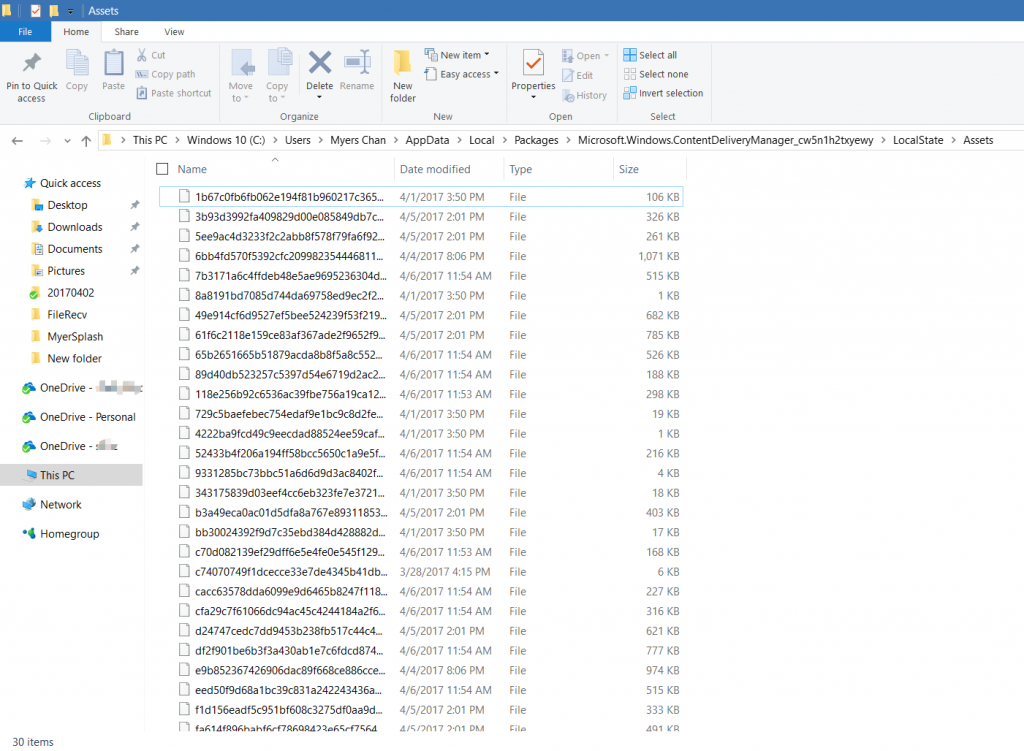 Assets
File Home Share View
Pin to Quick access
Copy
Paste
Cut
Copy path
Paste shortcut
Clipboard
Move to
Copy to
Delete
Rename
Organize
New folder
New item
Easy access
New
Properties
Open
Edit
History
Open
Select all
Select none
Invert selection
Select
This PC > Windows 10 (C:) > Users > Myers Chan > AppData > Local > Packages > Microsoft.Windows.ContentDeliveryManager_cw5n1h2txyewy > LocalState > Assets
Quick access
Desktop
Downloads
Documents
Pictures
20170402
FileRecv
MyerSplash
New folder
OneDrive -
OneDrive - Personal
OneDrive -
This PC
Network
Homegroup
Name Date modified Type Size
1b67c0fb6fb062e194f81b960217c365... 4/1/2017 3:50 PM File 106 KB
3b93d3992fa409829d00e085849db7c... 4/5/2017 2:01 PM File 326 KB
5ee9ac4d3233f2c2abb8f578f79fa6f92... 4/5/2017 2:01 PM File 261 KB
6bb4fd570f5392cfc209982354446811... 4/4/2017 8:06 PM File 1,071 KB
7b3171a6c4ffdeb48e5ae9695236304d... 4/6/2017 11:54 AM File 515 KB
8a8191bd7085d744da69758ed9ec2f2... 4/1/2017 3:50 PM File 1 KB
49e914cf6d9527ef5bee524239f53f219... 4/5/2017 2:01 PM File 682 KB
61f6c2118e159ce83af367ade2f9652f9... 4/5/2017 2:01 PM File 785 KB
65b2651665b51879acda8b8f5a8c552... 4/6/2017 11:54 AM File 526 KB
89d40db523257c5397d54e6719d2ac2... 4/6/2017 11:54 AM File 188 KB
118e256b92c6536ac39fbe756a19ca12... 4/6/2017 11:53 AM File 298 KB
729c5baefebec754edaf9e1bc9c8d2fe... 4/1/2017 3:50 PM File 19 KB
4222ba9fcd49c9eecdad88524ee59caf... 4/1/2017 3:50 PM File 1 KB
52433b4f206a194ff58bcc5650c1a9e5f... 4/6/2017 11:54 AM File 216 KB
9331285bc73bbc51a6d6d9d3ac8402f... 4/6/2017 11:54 AM File 4 KB
343175839d03eef4cc6eb323fe7e3721... 4/1/2017 3:50 PM File 18 KB
b3a49eca0ac01d5dfa8a767e89311853... 4/5/2017 2:01 PM File 403 KB
bb30024392f9d7c35ebd384d428882d... 4/1/2017 3:50 PM File 17 KB
c70d082139ef29dff6e5e4fe0e545f129... 4/6/2017 11:53 AM File 168 KB
c74070749f1dcecce33e7de4345b41db... 3/28/2017 4:15 PM File 6 KB
cacc63578dda6099e9d6465b8247f118... 4/6/2017 11:54 AM File 227 KB
cfa29c7f61066dc94ac45c4244184a2f6... 4/6/2017 11:54 AM File 316 KB
d24747cedc7dd9453b238fb517c44c4... 4/5/2017 2:01 PM File 621 KB
df2f901be6b3f3a430ab1e7c6fdcd874... 4/6/2017 11:54 AM File 777 KB
e9b852367426906dac89f668ce886cce... 4/4/2017 8:06 PM File 974 KB
eed50f9d68a1bc39c831a242243436a... 4/6/2017 11:54 AM File 515 KB
f1d156eadf5c951bf608c3275df0aa9d... 4/5/2017 2:01 PM File 333 KB
fa614f896babf6cf78698423e65cf7564... 4/5/2017 2:01 PM File 491 KB
30 items